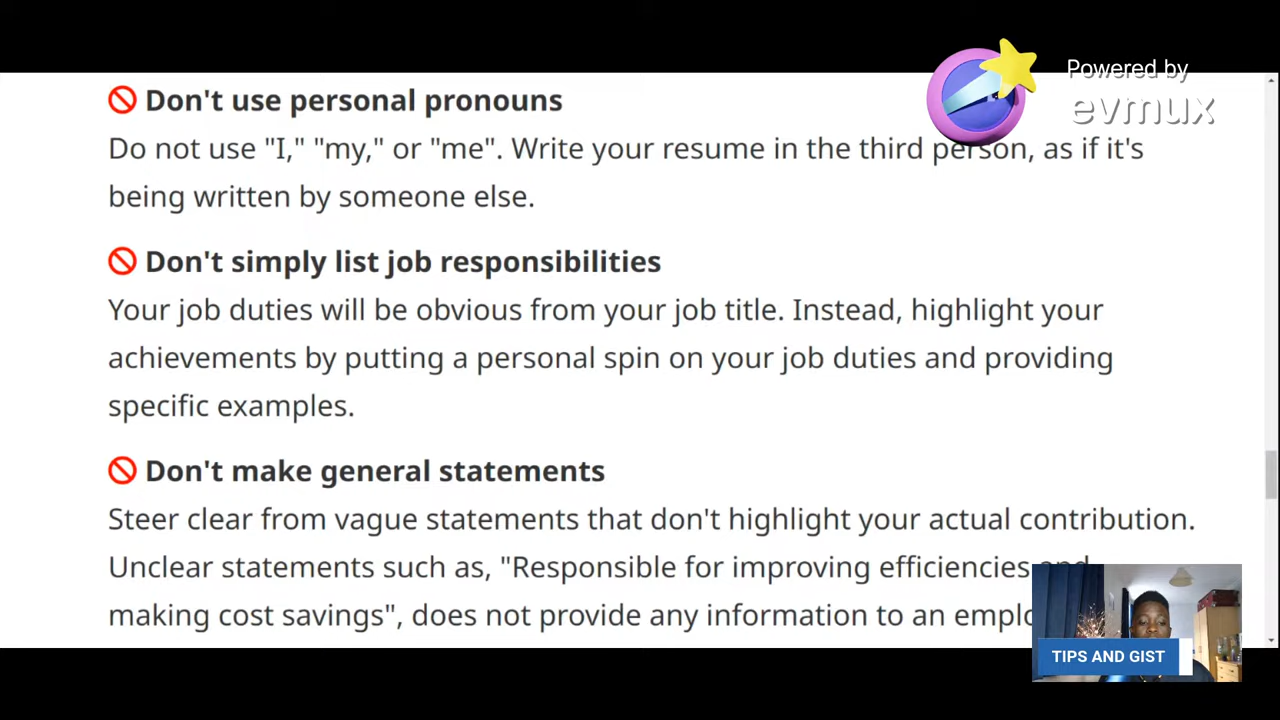 Powered by
evmux
Don't use personal pronouns
Do not use "I," "my," or "me". Write your resume in the third person, as if it's
being written by someone else.
Don't simply list job responsibilities
Your job duties will be obvious from your job title. Instead, highlight your
achievements by putting a personal spin on your job duties and providing
specific examples.
Don't make general statements
Steer clear from vague statements that don't highlight your actual contribution.
Unclear statements such as, "Responsible for improving efficiencies and
making cost savings", does not provide any information to an emplo
TIPS AND GIST